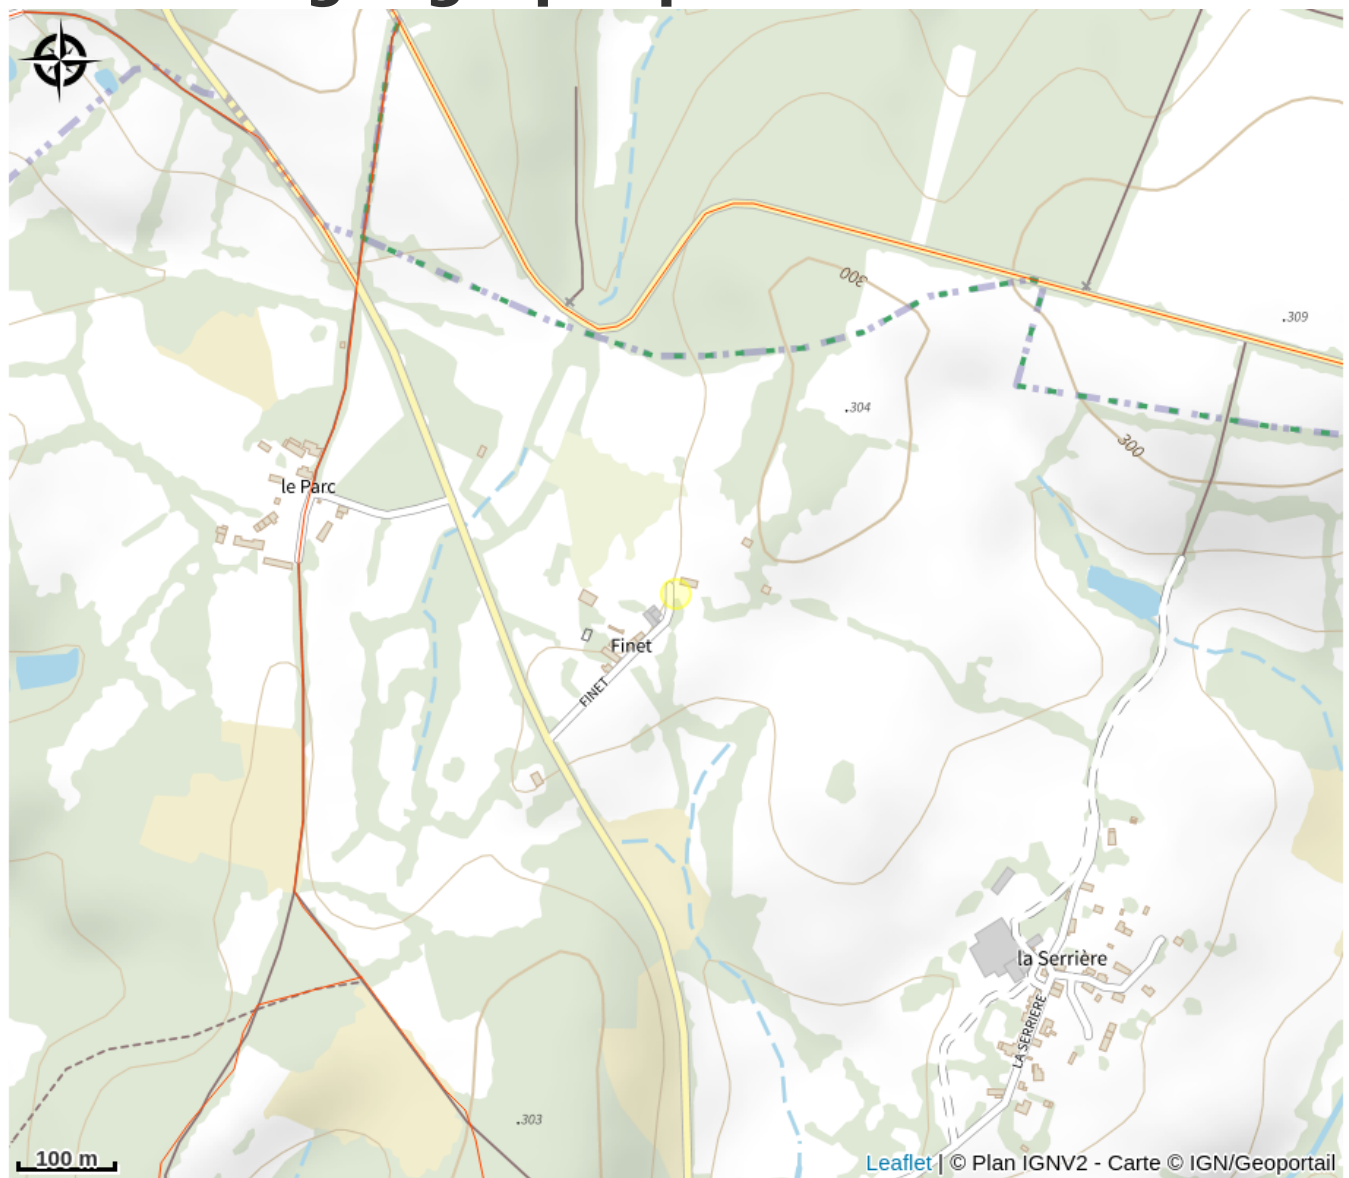 300
.309
.304
300
le Parc
Finet
FINET
la Serrière
LA SERRIERE
.303
100 m
Leaflet | © Plan IGNV2 - Carte © IGN/Geoportail